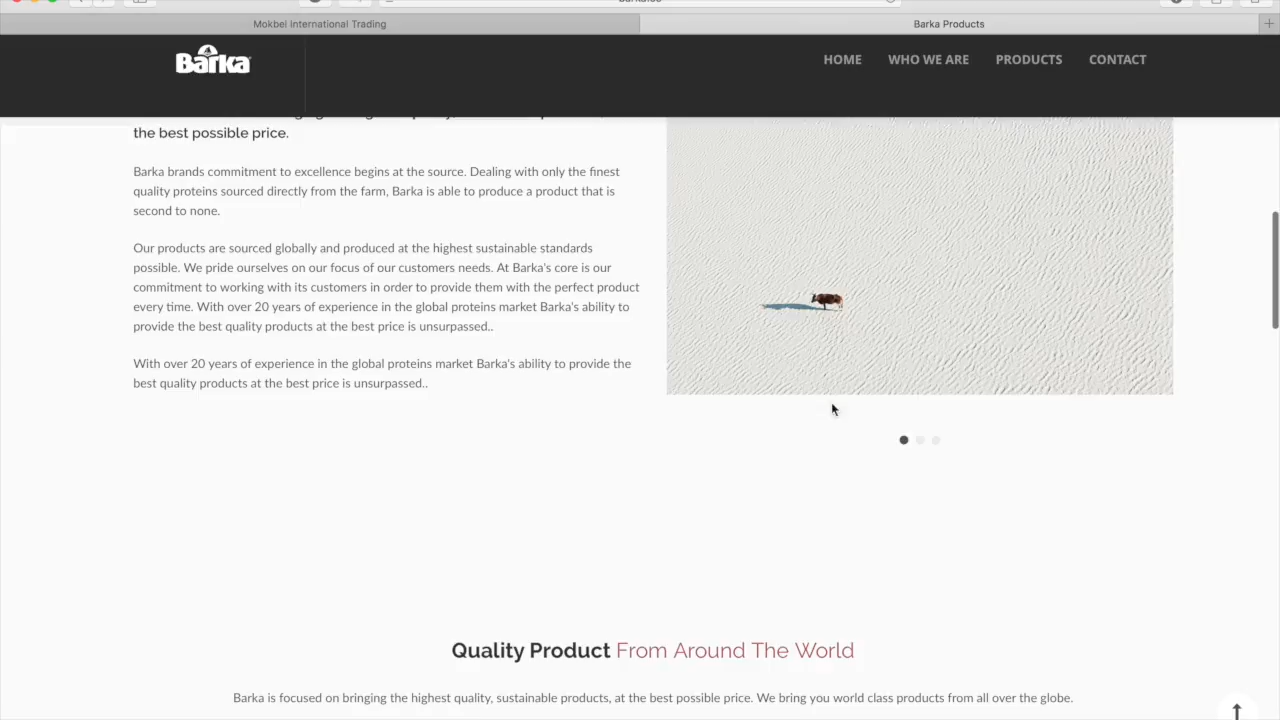 Mokbel International Trading
Barka Products
Barka
HOME
WHO WE ARE
PRODUCTS
CONTACT
the best possible price.
Barka brands commitment to excellence begins at the source. Dealing with only the finest
quality proteins sourced directly from the farm, Barka is able to produce a product that is
second to none.
Our products are sourced globally and produced at the highest sustainable standards
possible. We pride ourselves on our focus of our customers needs. At Barka's core is our
commitment to working with its customers in order to provide them with the perfect product
every time. With over 20 years of experience in the global proteins market Barka's ability to
provide the best quality products at the best price is unsurpassed..
With over 20 years of experience in the global proteins market Barka's ability to provide the
best quality products at the best price is unsurpassed..
Quality Product From Around The World
Barka is focused on bringing the highest quality, sustainable products, at the best possible price. We bring you world class products from all over the globe.